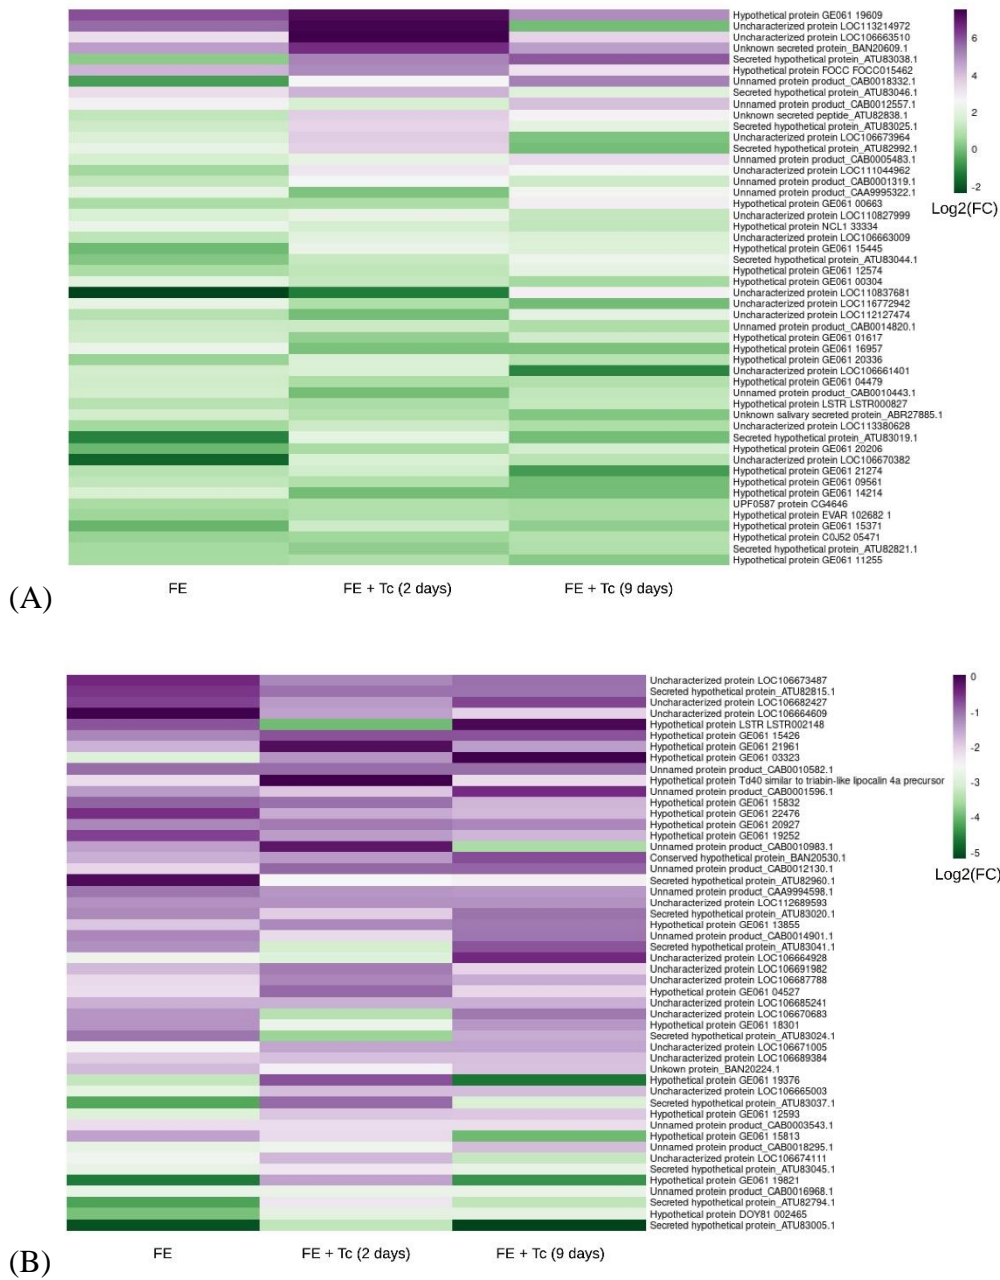 (A)
Hypothetical protein GE061 19609
Uncharacterized protein LOC113214972
Uncharacterized protein LOC106663510
Unknown secreted protein_BAN20609.1
Secreted hypothetical protein_ATU83038.1
Hypothetical protein FOCC FOCC015462
Unnamed protein product_CAB0018332.1
Secreted hypothetical protein_ATU83046.1
Unnamed protein product_CAB0012557.1
Unknown secreted peptide_ATU82838.1
Secreted hypothetical protein_ATU83025.1
Uncharacterized protein LOC106673964
Secreted hypothetical protein_ATU82992.1
Unnamed protein product_CAB0005483.1
Uncharacterized protein LOC111044962
Unnamed protein product_CAB0001319.1
Unnamed protein product_CAA9995322.1
Hypothetical protein GE061 00663
Uncharacterized protein LOC110827999
Hypothetical protein NCL1 33334
Uncharacterized protein LOC106663009
Hypothetical protein GE061 15445
Secreted hypothetical protein_ATU83044.1
Hypothetical protein GE061 12574
Hypothetical protein GE061 00304
Uncharacterized protein LOC110837681
Uncharacterized protein LOC116772942
Uncharacterized protein LOC112127474
Unnamed protein product_CAB0014820.1
Hypothetical protein GE061 01617
Hypothetical protein GE061 16957
Hypothetical protein GE061 20336
Uncharacterized protein LOC106661401
Hypothetical protein GE061 04479
Unnamed protein product_CAB0010443.1
Hypothetical protein LSTR LSTR000827
Unknown salivary secreted protein_ABR27885.1
Uncharacterized protein LOC113380628
Secreted hypothetical protein_ATU83019.1
Hypothetical protein GE061 20206
Uncharacterized protein LOC106670382
Hypothetical protein GE061 21274
Hypothetical protein GE061 09561
Hypothetical protein GE061 14214
UPF0587 protein CG4646
Hypothetical protein EVAR 102682 1
Hypothetical protein GE061 15371
Hypothetical protein C0J52 05471
Secreted hypothetical protein_ATU82821.1
Hypothetical protein GE061 11255
6
4
2
0
-2
Log2(FC)
FE
FE + Tc (2 days)
FE + Tc (9 days)
(B)
Uncharacterized protein LOC106673487
Secreted hypothetical protein_ATU82815.1
Uncharacterized protein LOC106682427
Uncharacterized protein LOC106664609
Hypothetical protein LSTR LSTR002148
Hypothetical protein GE061 15426
Hypothetical protein GE061 21961
Hypothetical protein GE061 03323
Unnamed protein product_CAB0010582.1
Hypothetical protein Td40 similar to triabin-like lipocalin 4a precursor
Unnamed protein product_CAB0001596.1
Hypothetical protein GE061 15832
Hypothetical protein GE061 22476
Hypothetical protein GE061 20927
Hypothetical protein GE061 19252
Unnamed protein product_CAB0010983.1
Conserved hypothetical protein_BAN20530.1
Unnamed protein product_CAB0012130.1
Secreted hypothetical protein_ATU82960.1
Unnamed protein product_CAA9994598.1
Uncharacterized protein LOC112689593
Secreted hypothetical protein_ATU83020.1
Hypothetical protein GE061 13855
Unnamed protein product_CAB0014901.1
Secreted hypothetical protein_ATU83041.1
Uncharacterized protein LOC106664928
Uncharacterized protein LOC106691982
Uncharacterized protein LOC106687788
Hypothetical protein GE061 04527
Uncharacterized protein LOC106685241
Uncharacterized protein LOC106670683
Hypothetical protein GE061 18301
Secreted hypothetical protein_ATU83024.1
Uncharacterized protein LOC106671005
Uncharacterized protein LOC106689384
Unkown protein_BAN20224.1
Hypothetical protein GE061 19376
Uncharacterized protein LOC106665003
Secreted hypothetical protein_ATU83037.1
Hypothetical protein GE061 12593
Unnamed protein product_CAB0003543.1
Hypothetical protein GE061 15813
Unnamed protein product_CAB0018295.1
Uncharacterized protein LOC106674111
Secreted hypothetical protein_ATU83045.1
Hypothetical protein GE061 19821
Unnamed protein product_CAB0016968.1
Secreted hypothetical protein_ATU82794.1
Hypothetical protein DOY81 002465
Secreted hypothetical protein_ATU83005.1
0
-1
-2
-3
-4
-5
Log2(FC)
FE
FE + Tc (2 days)
FE + Tc (9 days)